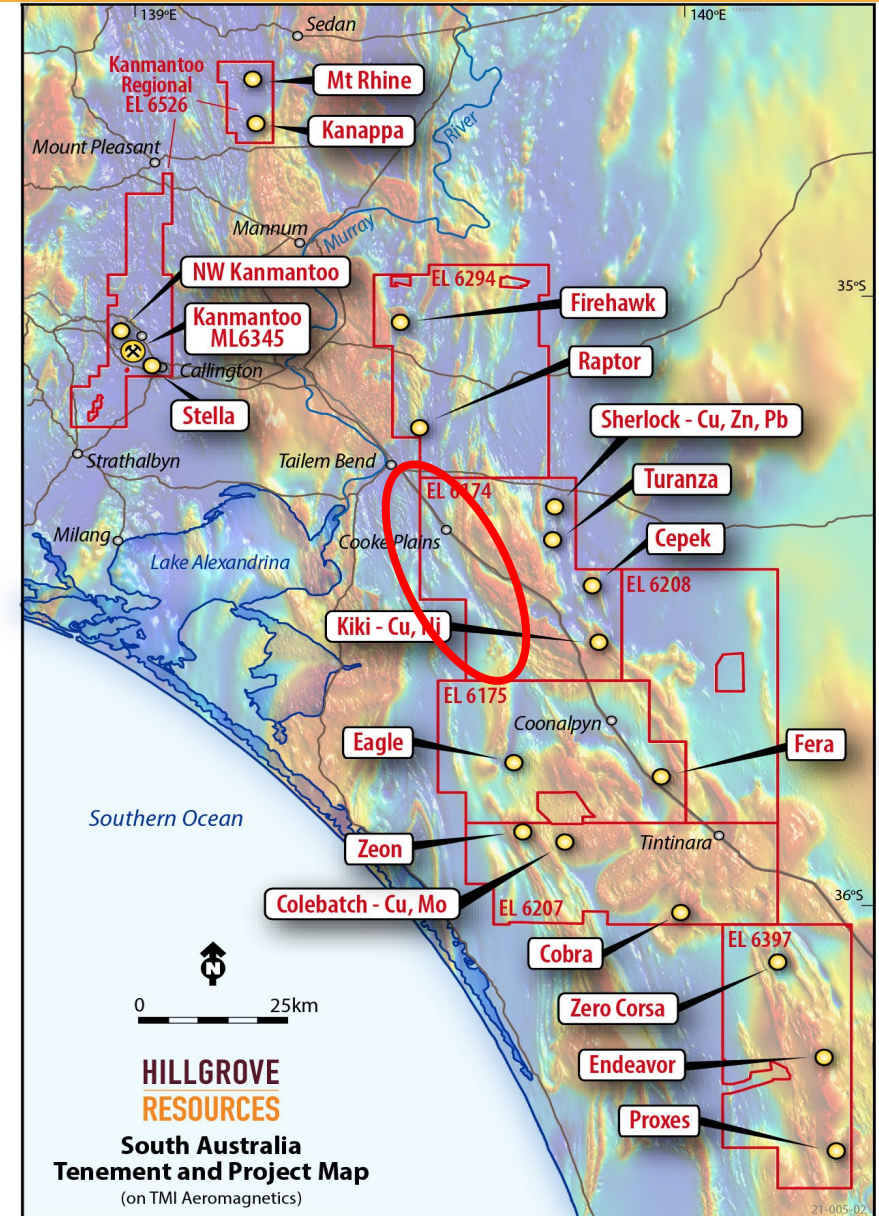 139°E
140°E
Sedan
Kanmantoo
Regional
EL 6526
Mt Rhine
Kanappa
River
Mount Pleasant
Mannum
Murray
NW Kanmantoo
EL 6294
35°S
Firehawk
Kanmantoo
ML6345
Raptor
Callington
Stella
Sherlock - Cu, Zn, Pb
Strathalbyn
Tailem Bend
Turanza
EL 6174
Milang
Cooke Plains
Cepek
Lake Alexandrina
EL 6208
Kiki - Cu, Ni
EL 6175
Coonalpyn
Eagle
Fera
Southern Ocean
Zeon
Tintinara
36°S
Colebatch - Cu, Mo
EL 6207
Cobra
EL 6397
N
Zero Corsa
0
25km
Endeavor
HILLGROVE
RESOURCES
Proxes
South Australia
Tenement and Project Map
(on TMI Aeromagnetics)
21-005-02